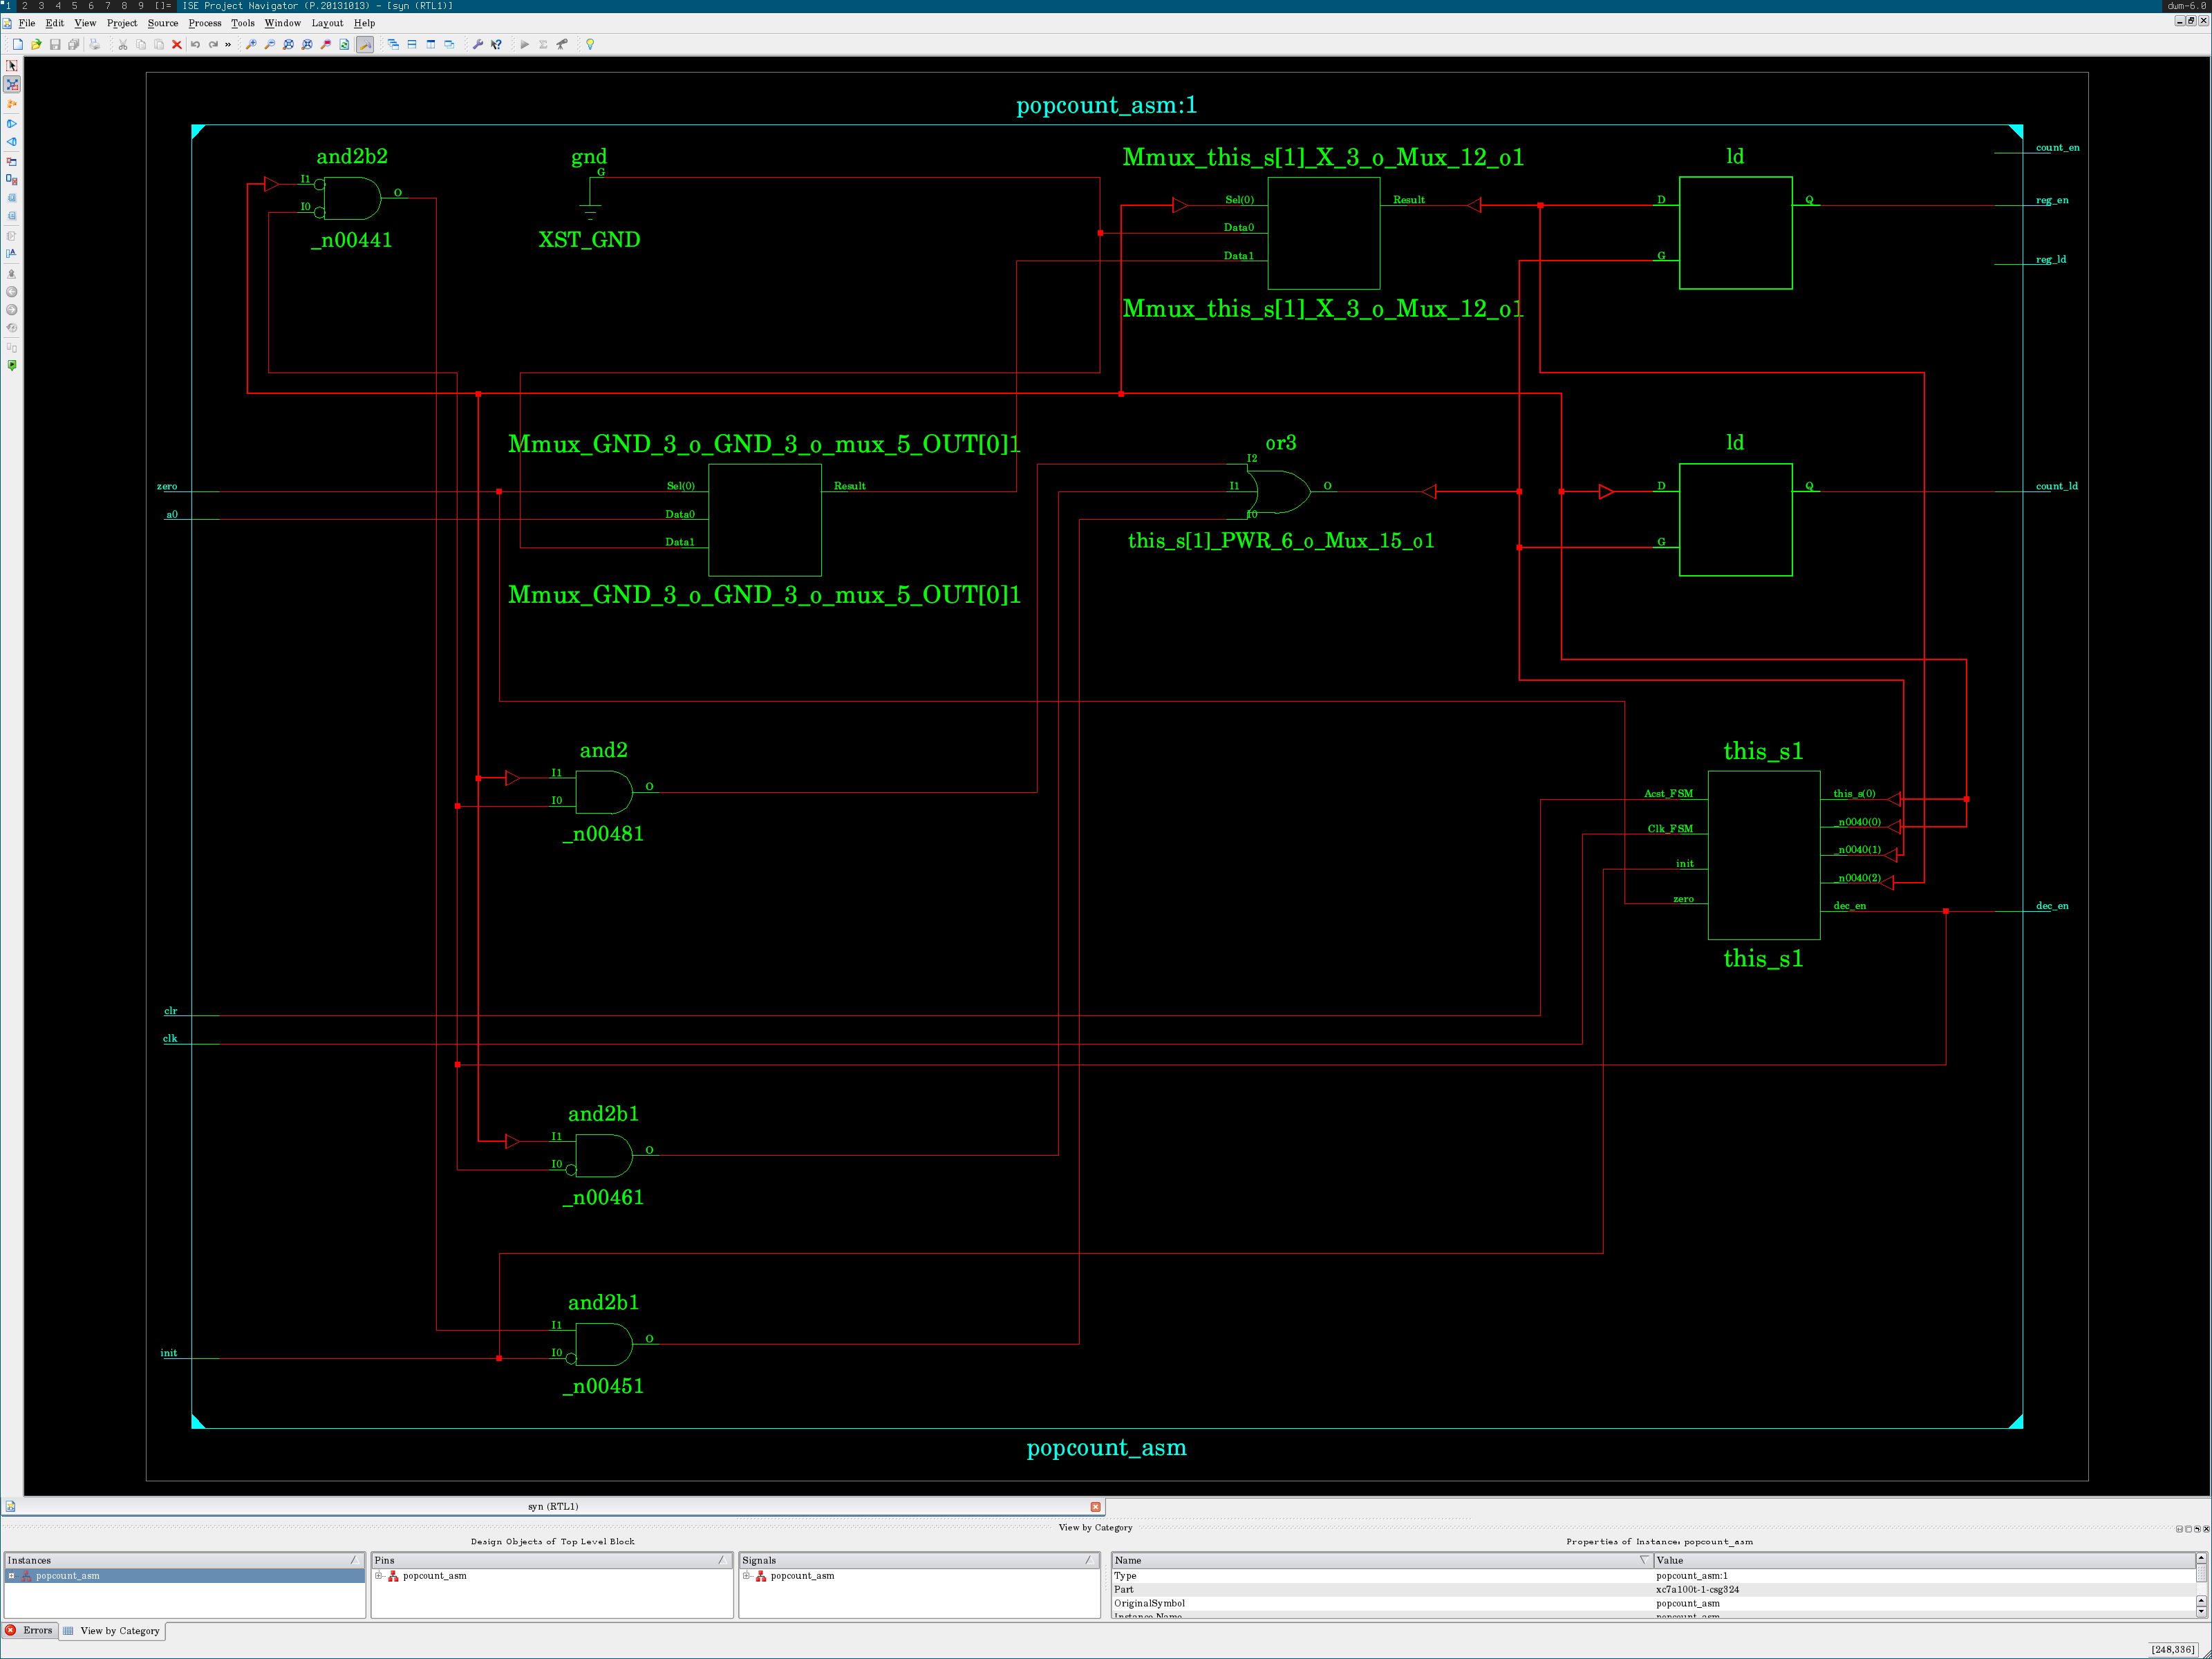 1 2 3 4 5 6 7 8 9 []= ISE Project Navigator (P.20131013) - [syn (RTL1)] dwm-6.0
File Edit View Project Source Process Tools Window Layout Help
popcount_asm:1
and2b2
gnd
Mmux_this_s[1]_X_3_o_Mux_12_o1
ld
count_en
I1
O
I0
G
Sel(0)
Result
Data0
Data1
D
Q
G
reg_en
_n00441
XST_GND
reg_ld
Mmux_this_s[1]_X_3_o_Mux_12_o1
Mmux_GND_3_o_GND_3_o_mux_5_OUT[0]1
or3
ld
zero
Sel(0)
Result
I2
I1
O
I0
D
Q
count_ld
a0
Data0
Data1
G
this_s[1]_PWR_6_o_Mux_15_o1
Mmux_GND_3_o_GND_3_o_mux_5_OUT[0]1
and2
this_s1
I1
O
I0
Acst_FSM
this_s(0)
_n0040(0)
Clk_FSM
_n00481
_n0040(1)
init
_n0040(2)
zero
dec_en
dec_en
this_s1
clr
clk
and2b1
I1
O
I0
_n00461
and2b1
I1
O
init
I0
_n00451
popcount_asm
syn (RTL1)
View by Category
Design Objects of Top Level Block
Properties of Instance: popcount_asm
Instances
Pins
Signals
Name Value
popcount_asm
popcount_asm
popcount_asm
Type popcount_asm:1
Part xc7a100t-1-csg324
OriginalSymbol popcount_asm
Instance Name popcount_asm
Errors View by Category
[248,336]